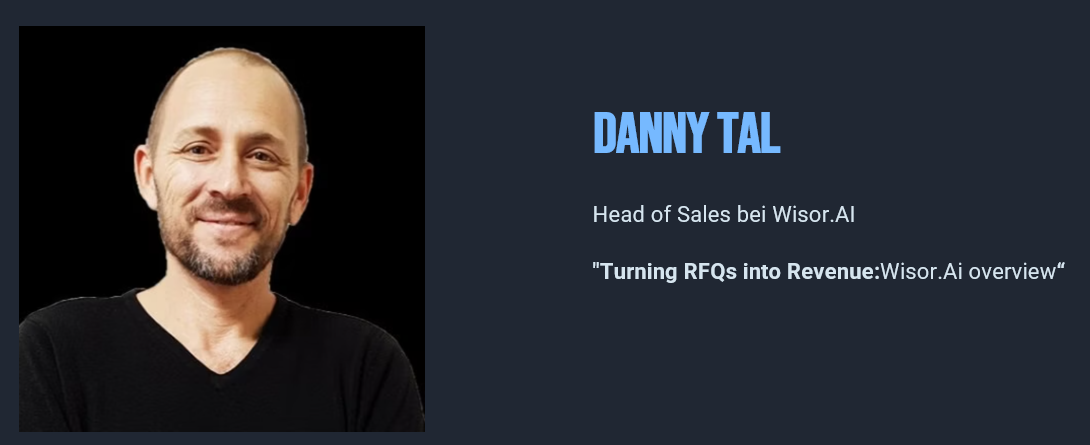 DANNY TAL
Head of Sales bei Wisor.AI
"Turning RFQs into Revenue:Wisor.Ai overview“